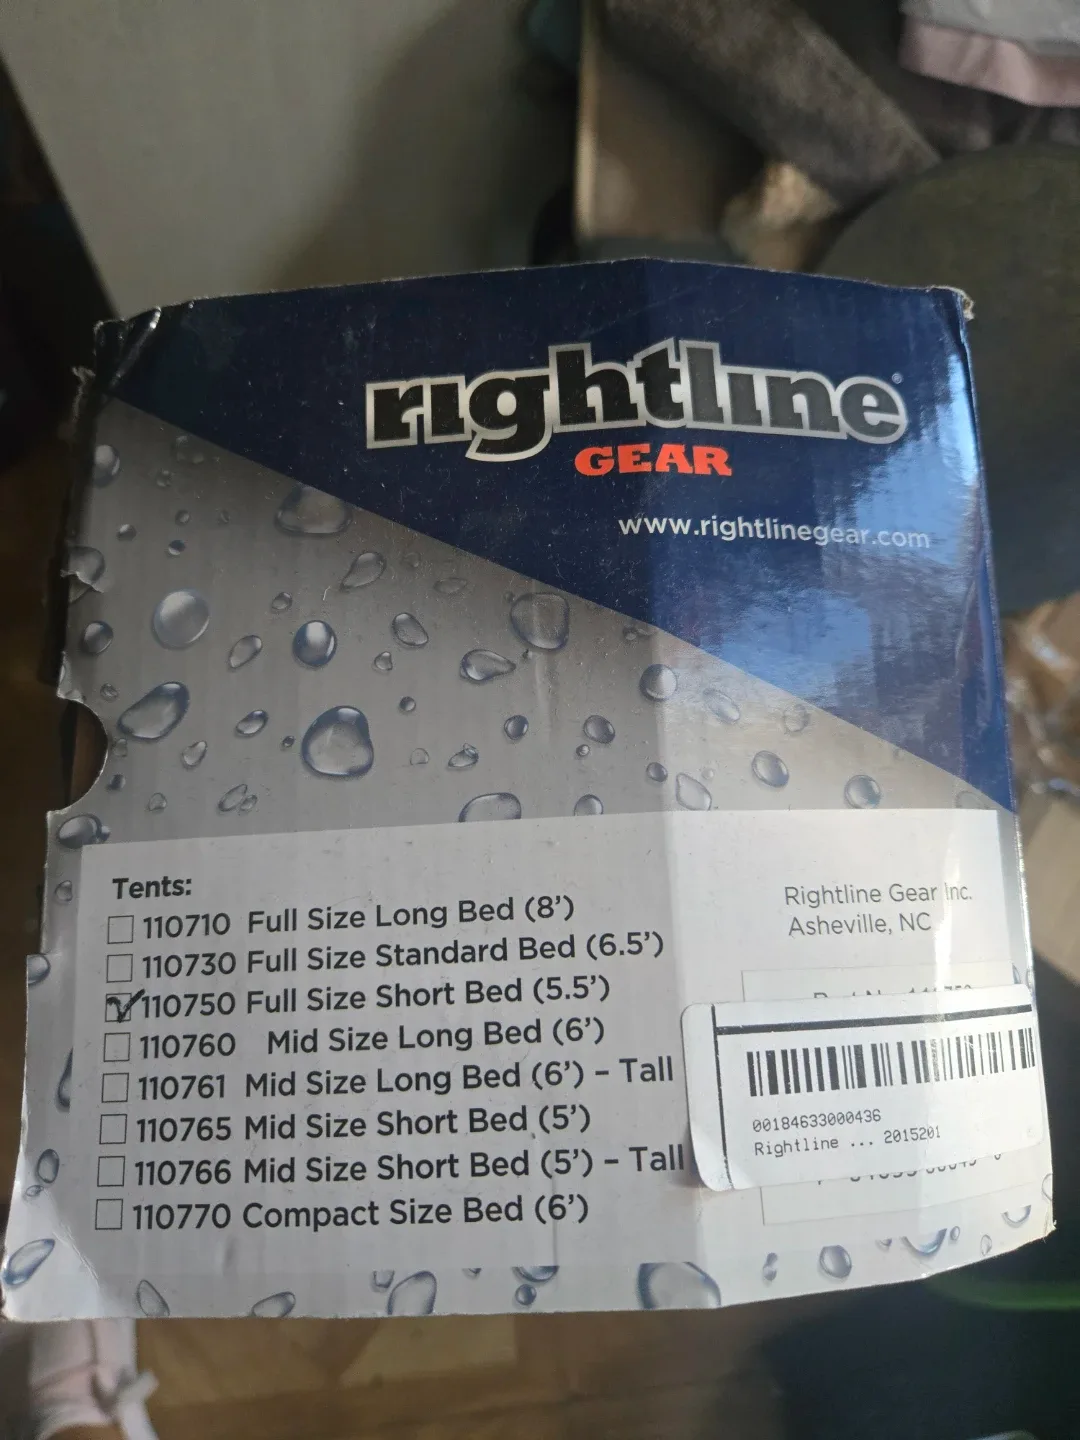 rightline®
GEAR
www.rightlinegear.com
Tents:
110710 Full Size Long Bed (8')
110730 Full Size Standard Bed (6.5')
110750 Full Size Short Bed (5.5')
110760 Mid Size Long Bed (6')
110761 Mid Size Long Bed (6') – Tall
110765 Mid Size Short Bed (5')
110766 Mid Size Short Bed (5') – Tall
110770 Compact Size Bed (6')
Rightline Gear Inc.
Asheville, NC
00184633000436
Rightline ... 2015201